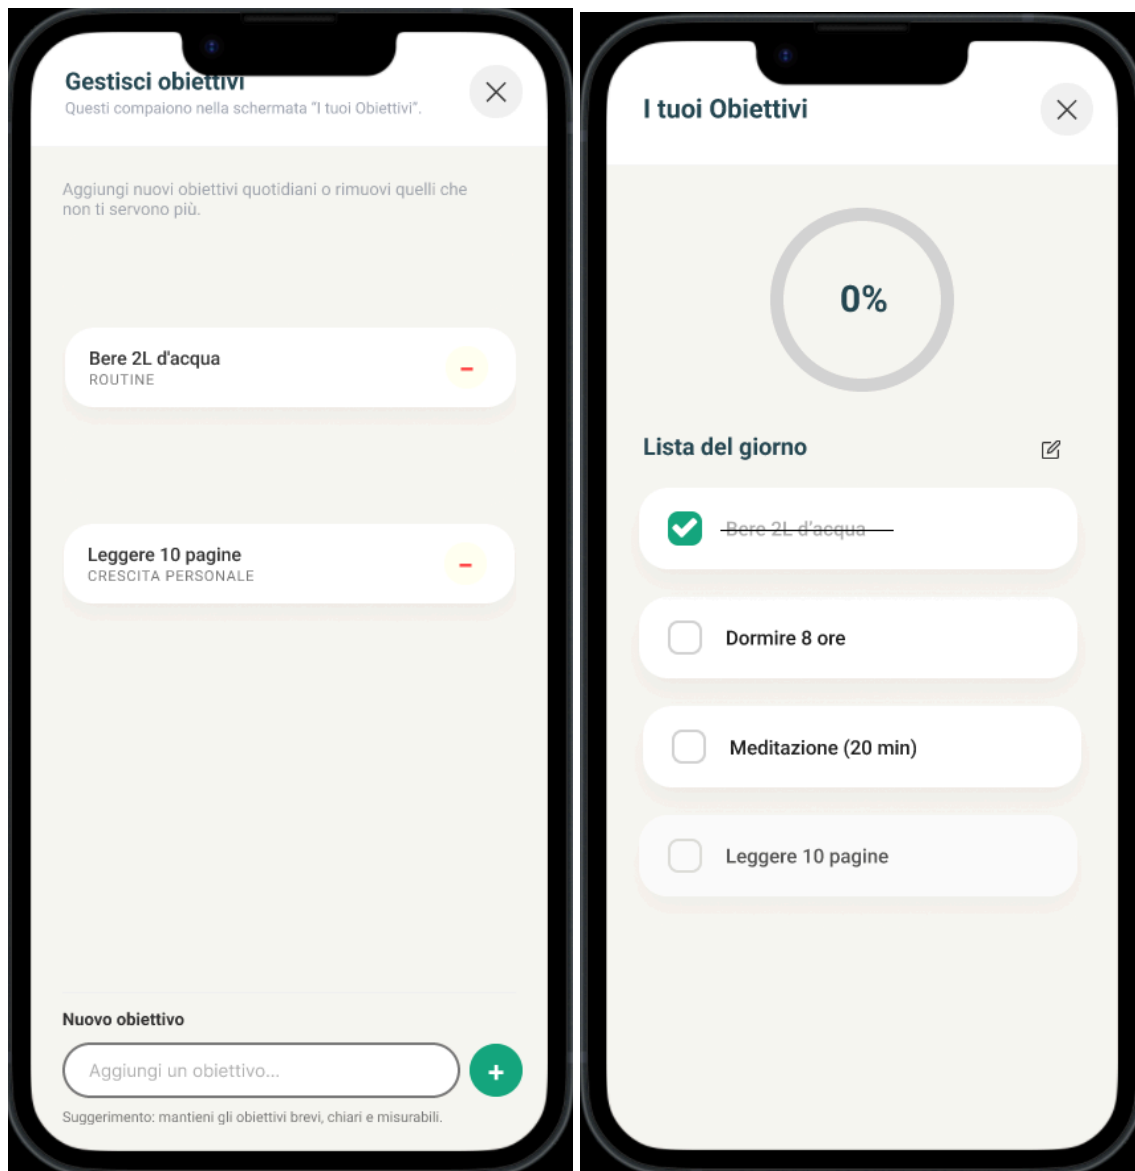 Gestisci obiettivi
Questi compaiono nella schermata "I tuoi Obiettivi".
Aggiungi nuovi obiettivi quotidiani o rimuovi quelli che
non ti servono più.
Bere 2L d'acqua
ROUTINE
Leggere 10 pagine
CRESCITA PERSONALE
Nuovo obiettivo
Aggiungi un obiettivo...
+
Suggerimento: mantieni gli obiettivi brevi, chiari e misurabili.
I tuoi Obiettivi
0%
Lista del giorno
Bere 2L d'acqua
Dormire 8 ore
Meditazione (20 min)
Leggere 10 pagine